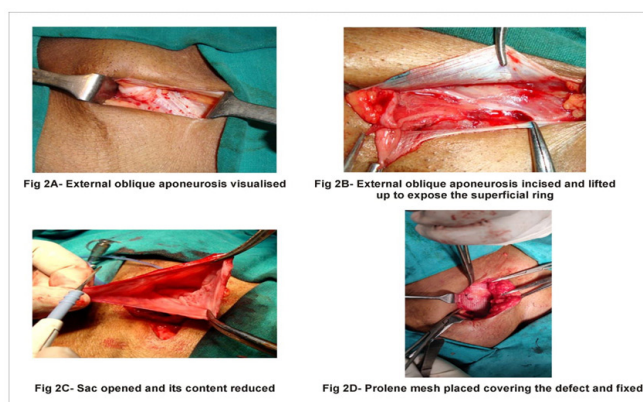 Fig 2A- External oblique aponeurosis visualised
Fig 2B- External oblique aponeurosis incised and lifted
up to expose the superficial ring
Fig 2C- Sac opened and its content reduced
Fig 2D- Prolene mesh placed covering the defect and fixed